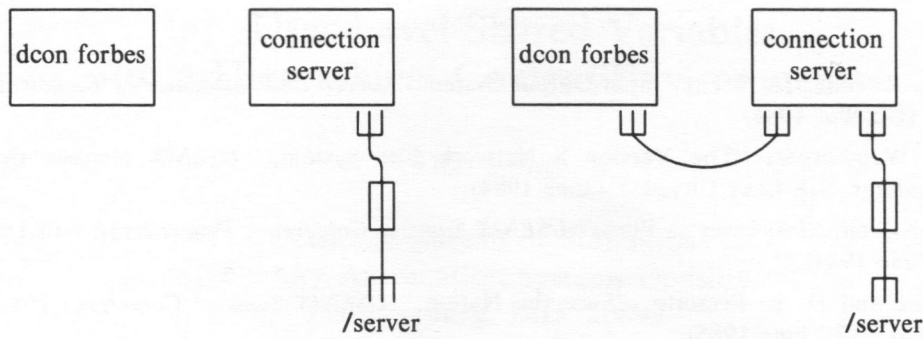 dcon forbes
connection
server
dcon forbes
connection
server
/server
/server